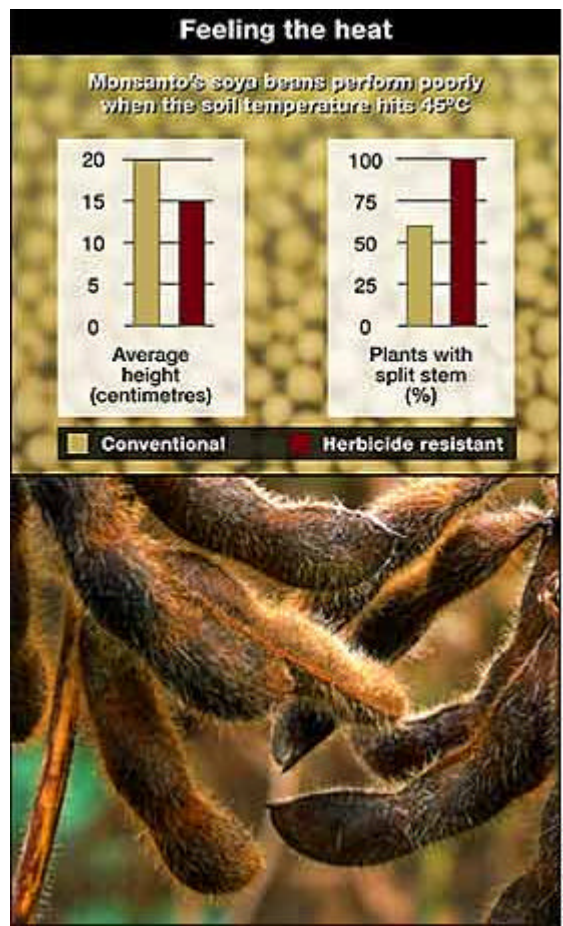 Feeling the heat
Monsanto's soya beans perform poorly
when the soil temperature hits 45ºC
20
15
10
5
0
Average
height
(centimetres)
100
75
50
25
0
Plants with
split stem
(%)
Conventional
Herbicide resistant